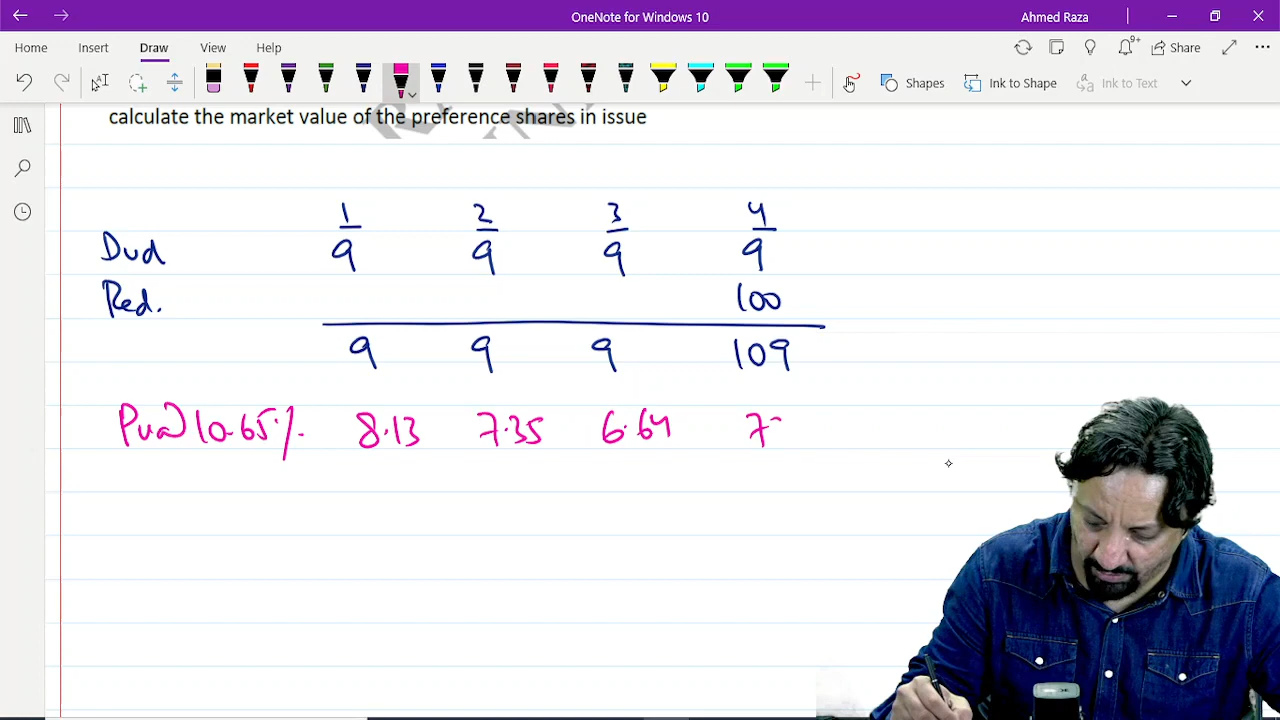 OneNote for Windows 10
Ahmed Raza
Home Insert Draw View Help
9+ Share
Shapes Ink to Shape Ink to Text
calculate the market value of the preference shares in issue
1 2 3 4
Dvd 9 9 9 9
Red. 100
9 9 9 109
Pv@10.65% 8.13 7.35 6.64 7